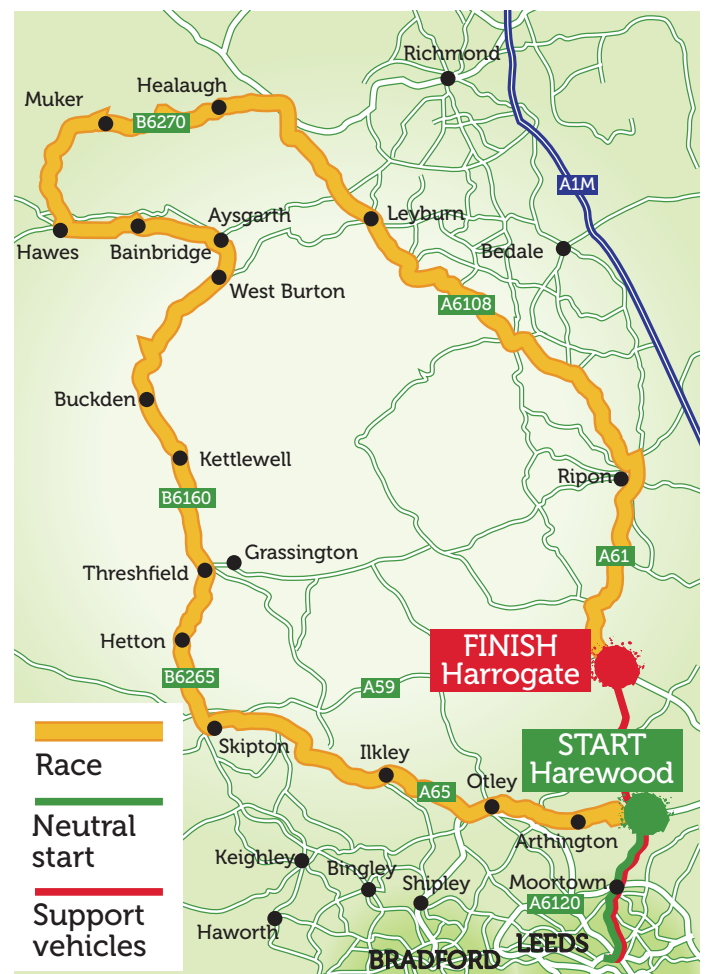 Richmond
Healaugh
Muker
B6270
A1M
Leyburn
Aysgarth
Hawes
Bainbridge
Bedale
West Burton
A6108
Buckden
Kettlewell
Ripon
B6160
Grassington
A61
Threshfield
Hetton
FINISH
Harrogate
B6265
A59
Skipton
START
Harewood
Race
Ilkley
A65
Otley
Neutral
start
Arthington
Keighley
Bingley
Shipley
Moortown
A6120
Support
vehicles
Haworth
BRADFORD
LEEDS